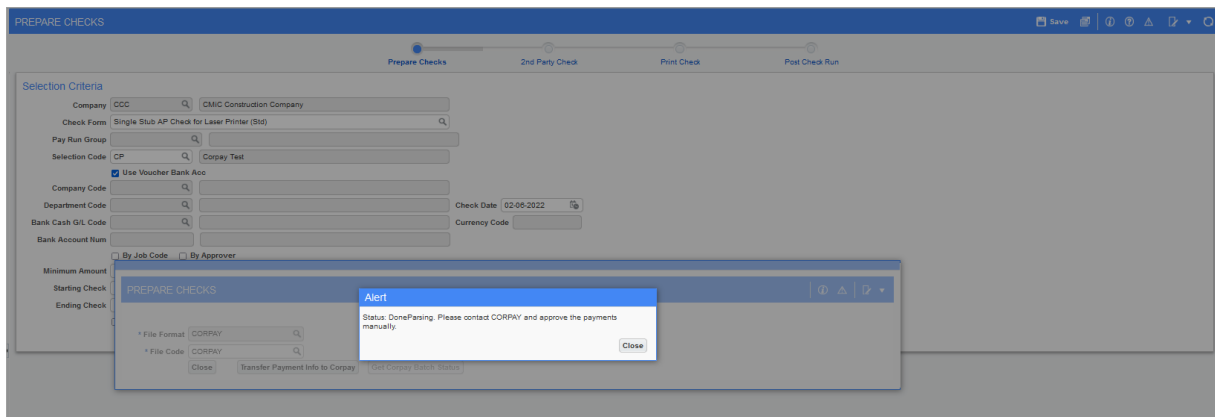 PREPARE CHECKS
Save
Prepare Checks
2nd Party Check
Print Check
Post Check Run
Selection Criteria
Company CCC CMiC Construction Company
Check Form Single Stub AP Check for Laser Printer (Std)
Pay Run Group
Selection Code CP Corpay Test
Use Voucher Bank Acc
Company Code
Department Code Check Date 02-06-2022
Bank Cash G/L Code Currency Code
Bank Account Num
By Job Code By Approver
Minimum Amount
Starting Check
Ending Check
PREPARE CHECKS
Alert
Status: DoneParsing. Please contact CORPAY and approve the payments
manually.
Close
* File Format CORPAY
* File Code CORPAY
Close Transfer Payment Info to Corpay Get Corpay Batch Status